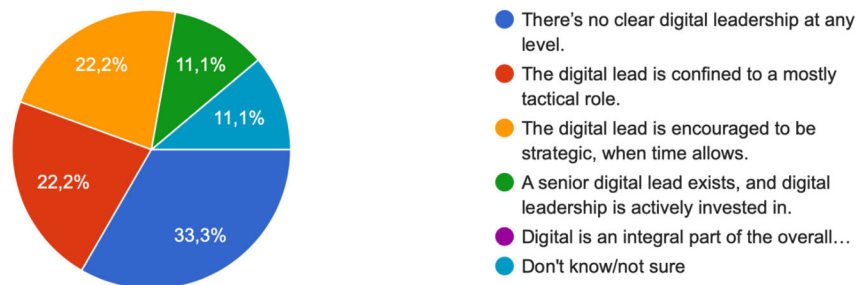 22,2%
11,1%
11,1%
22,2%
33,3%
There's no clear digital leadership at any
level.
The digital lead is confined to a mostly
tactical role.
The digital lead is encouraged to be
strategic, when time allows.
A senior digital lead exists, and digital
leadership is actively invested in.
Digital is an integral part of the overall…
Don't know/not sure